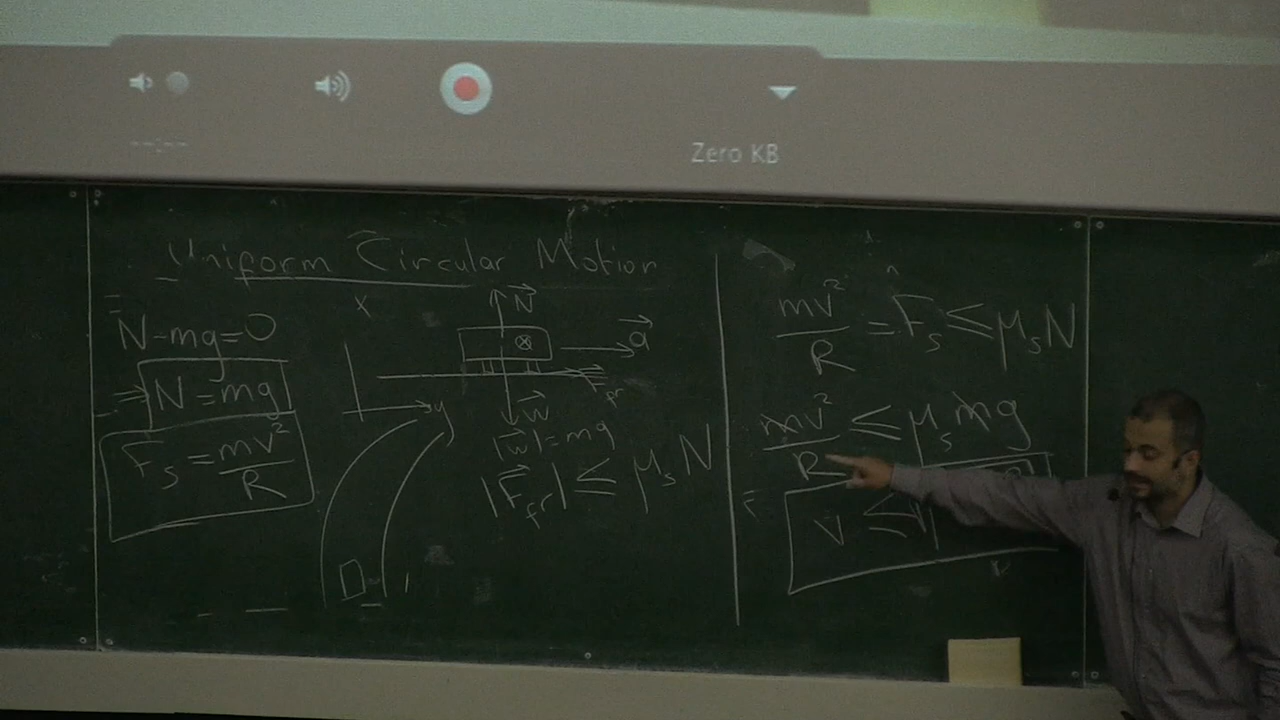 --:--
Zero KB
Uniform Circular Motion
N-mg=0
⇒ N = mg
F_s = mv²/R
x
y
N⃗
a⃗
F_fr
W⃗
|W⃗| = mg
|F⃗_fr| ≤ μ_s N
mv²/R = F_s ≤ μ_s N
mv²/R ≤ μ_s mg
v ≤ √